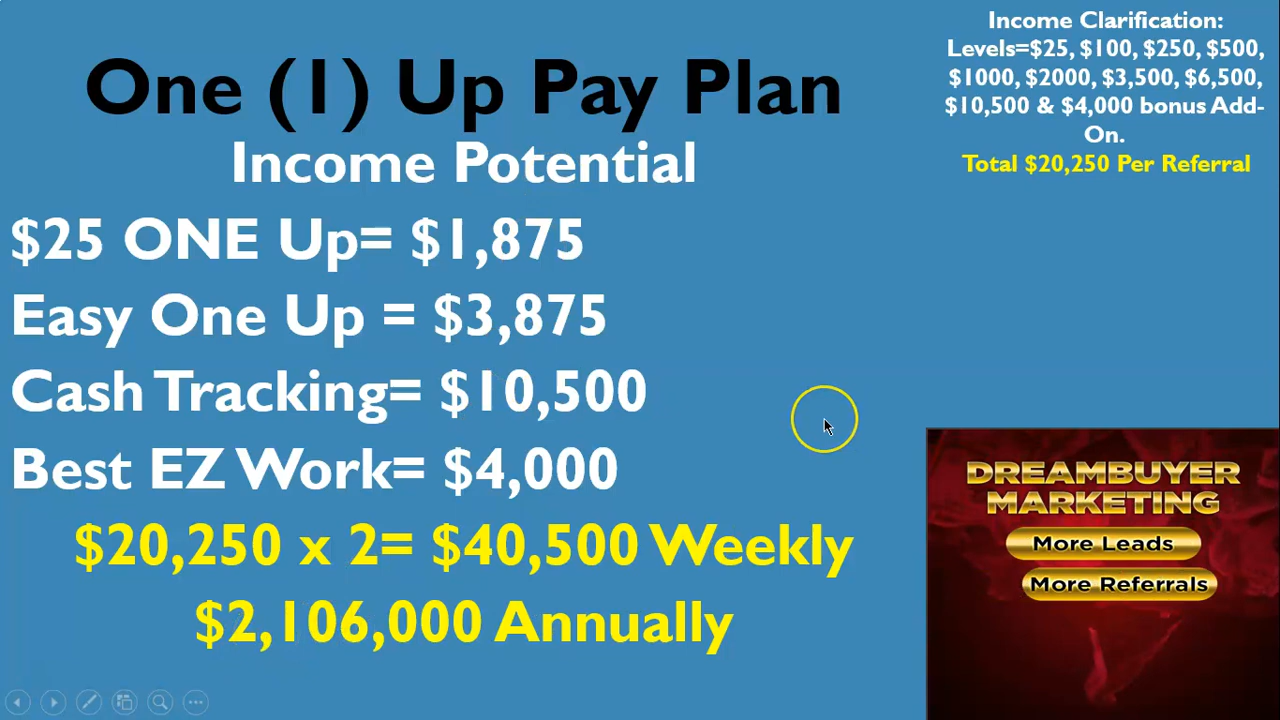 One (1) Up Pay Plan
Income Potential
$25 ONE Up= $1,875
Easy One Up = $3,875
Cash Tracking= $10,500
Best EZ Work= $4,000
$20,250 x 2= $40,500 Weekly
$2,106,000 Annually
Income Clarification:
Levels=$25, $100, $250, $500,
$1000, $2000, $3,500, $6,500,
$10,500 & $4,000 bonus Add-
On.
Total $20,250 Per Referral
DREAMBUYER
MARKETING
More Leads
More Referrals